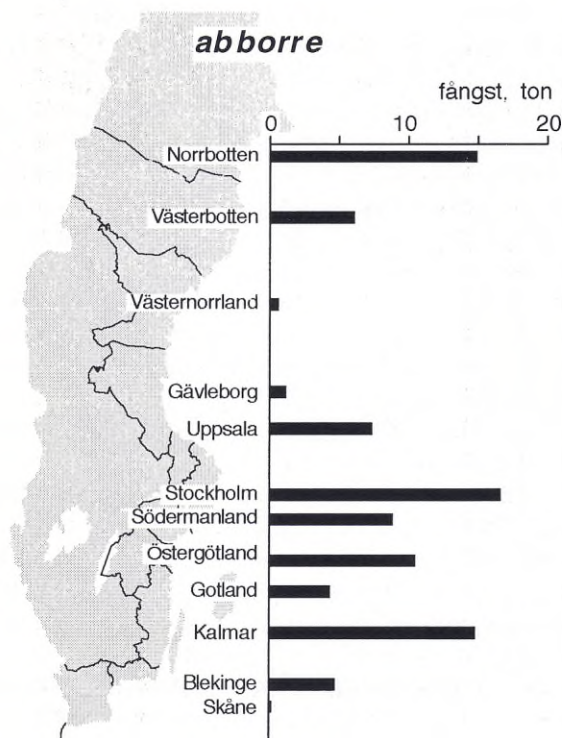 abborre
fångst, ton
0 10 20
Norrbotten
Västerbotten
Västernorrland
Gävleborg
Uppsala
Stockholm
Södermanland
Östergötland
Gotland
Kalmar
Blekinge
Skåne